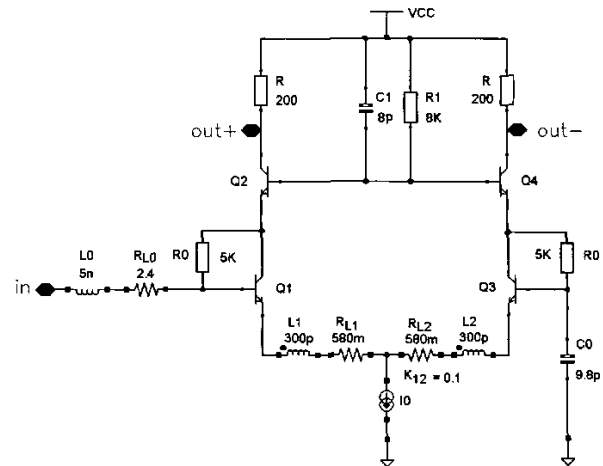 VCC
R
200
C1
8p
R1
8K
R
200
out+
out-
Q2
Q4
L0
5n
RL0
2.4
R0
5K
Q1
Q3
5K
R0
L1
300p
RL1
580m
RL2
580m
L2
300p
K12 = 0.1
C0
9.8p
in
I0